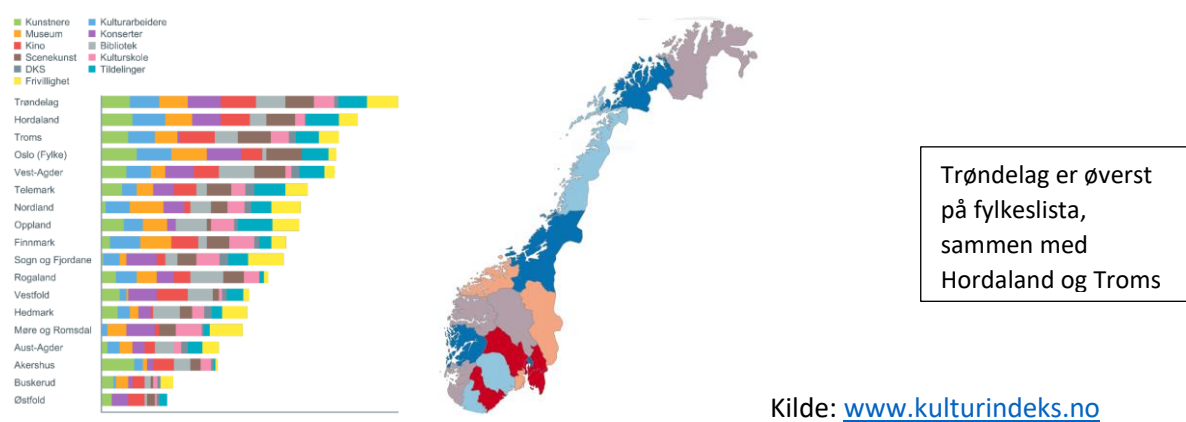 Kunstnere
Museum
Kino
Scenekunst
DKS
Frivillighet
Kulturarbeidere
Konserter
Bibliotek
Kulturskole
Tildelinger
Trøndelag
Hordaland
Troms
Oslo (Fylke)
Vest-Agder
Telemark
Nordland
Oppland
Finnmark
Sogn og Fjordane
Rogaland
Vestfold
Hedmark
Møre og Romsdal
Aust-Agder
Akershus
Buskerud
Østfold
Trøndelag er øverst
på fylkeslista,
sammen med
Hordaland og Troms
Kilde: www.kulturindeks.no